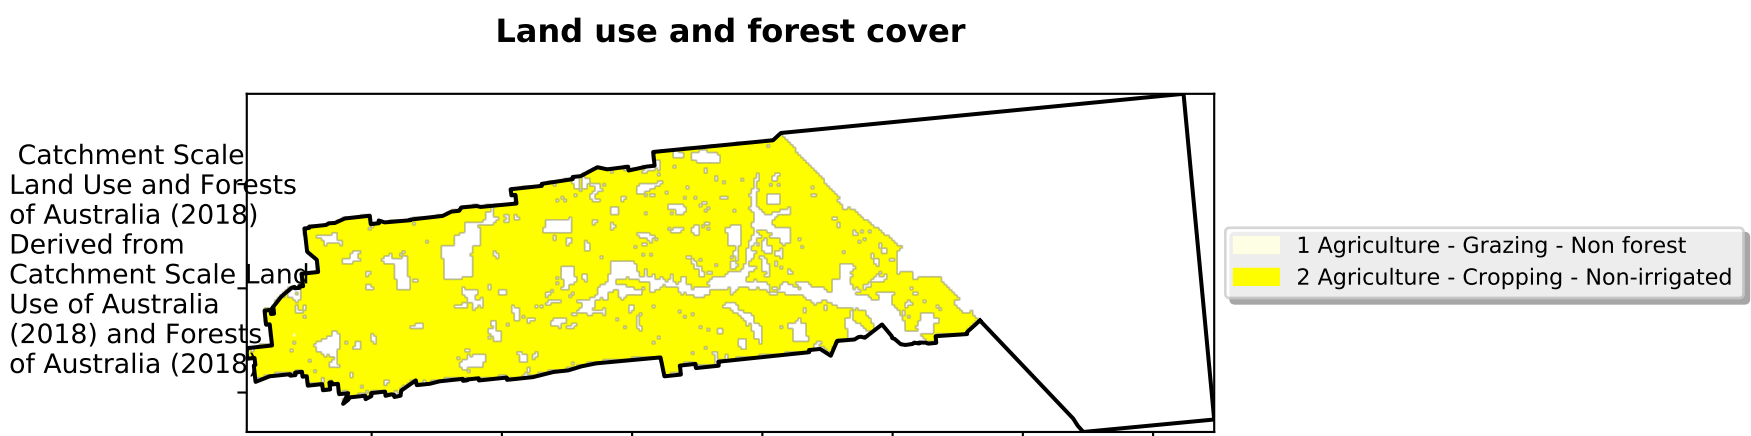 Land use and forest cover
Catchment Scale
Land Use and Forests
of Australia (2018)
Derived from
Catchment Scale Land
Use of Australia
(2018) and Forests
of Australia (2018
1 Agriculture - Grazing - Non forest
2 Agriculture - Cropping - Non-irrigated